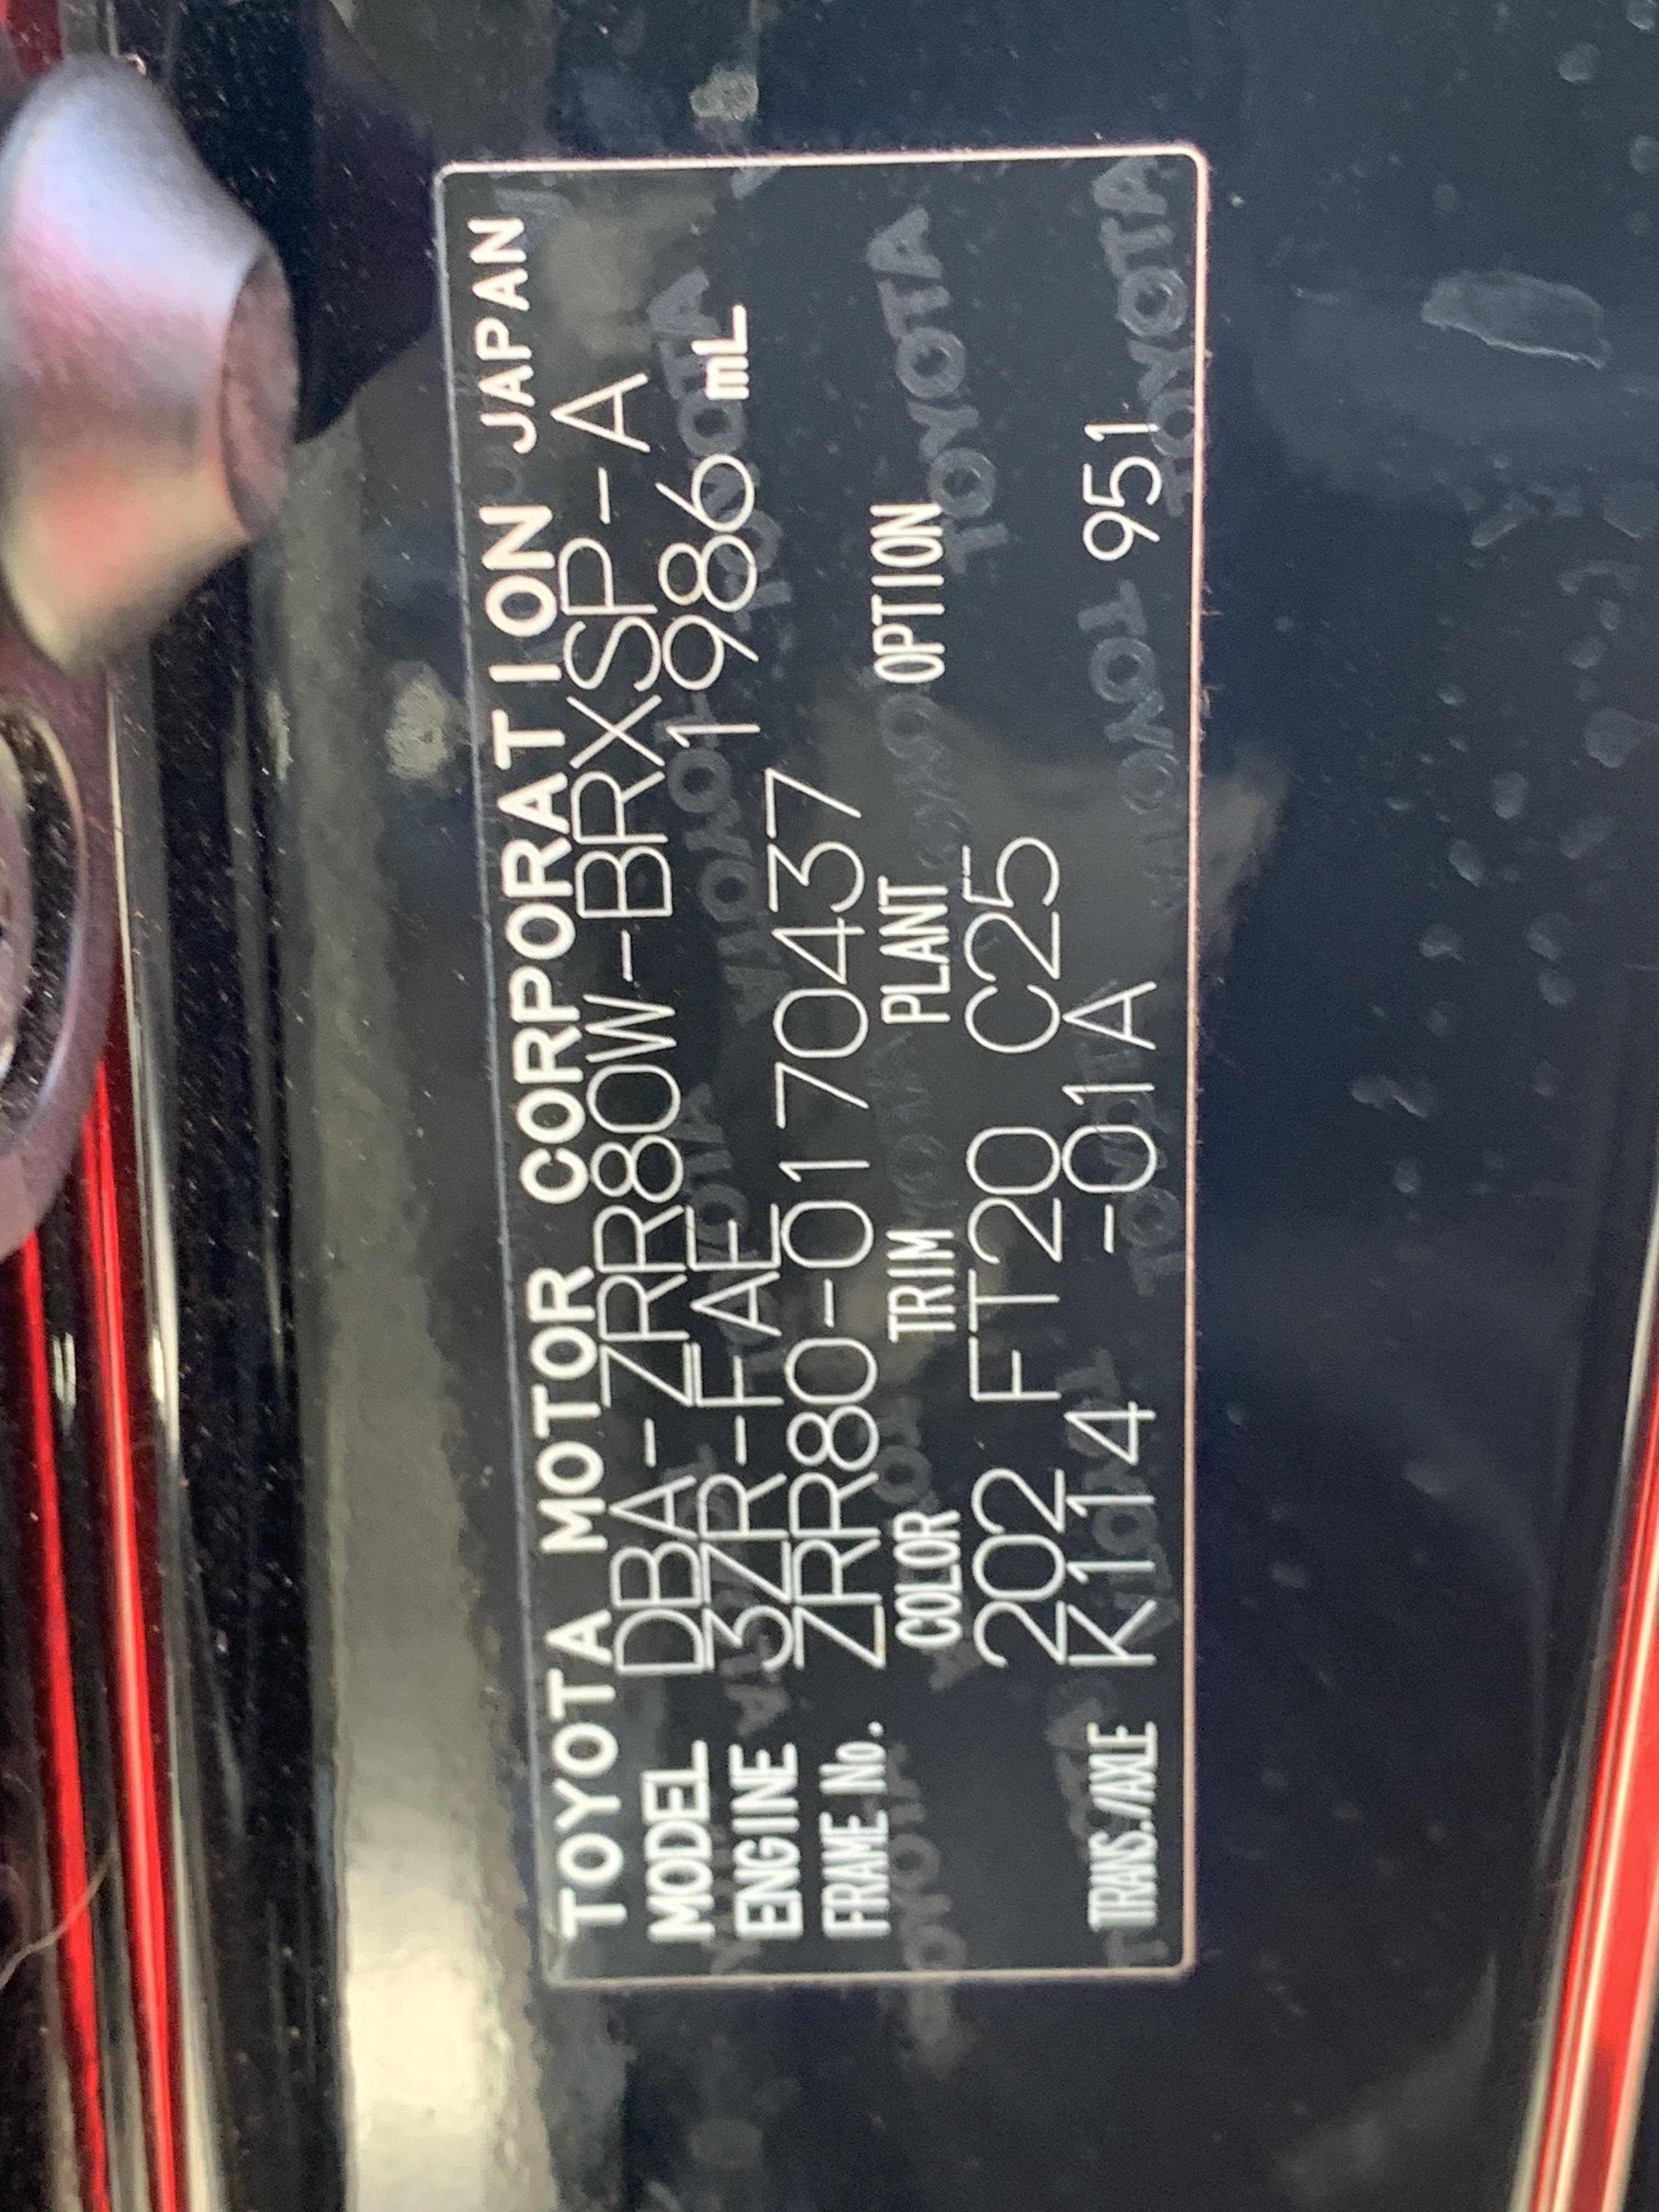 TOYOTA MOTOR CORPORATION JAPAN
MODEL DBA-ZRR80W-BRXSP-A
ENGINE 3ZR-FAE 1986 mL
FRAME No. ZRR80-0170437
COLOR TRIM PLANT OPTION
202 FT20 C25
TRANS./AXLE K114 -01A 951